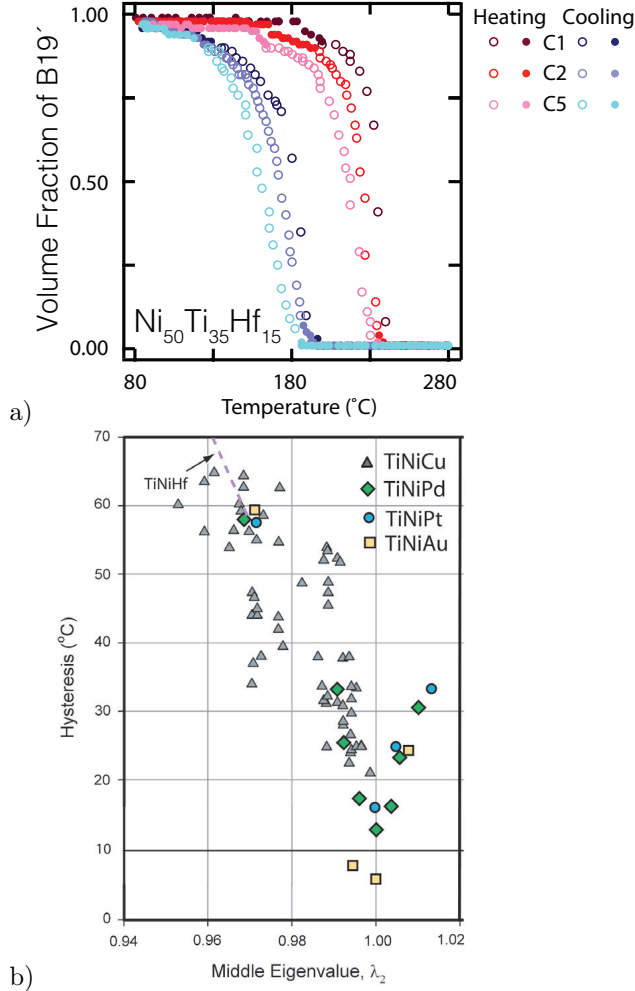 Heating Cooling
C1
C2
C5
1.00
0.50
0.00
Volume Fraction of B19´
Ni₅₀Ti₃₅Hf₁₅
80 180 280
Temperature (˚C)
a)
70
60
50
40
30
20
10
0
Hysteresis (°C)
TiNiHf
TiNiCu
TiNiPd
TiNiPt
TiNiAu
0.94 0.96 0.98 1.00 1.02
Middle Eigenvalue, λ₂
b)